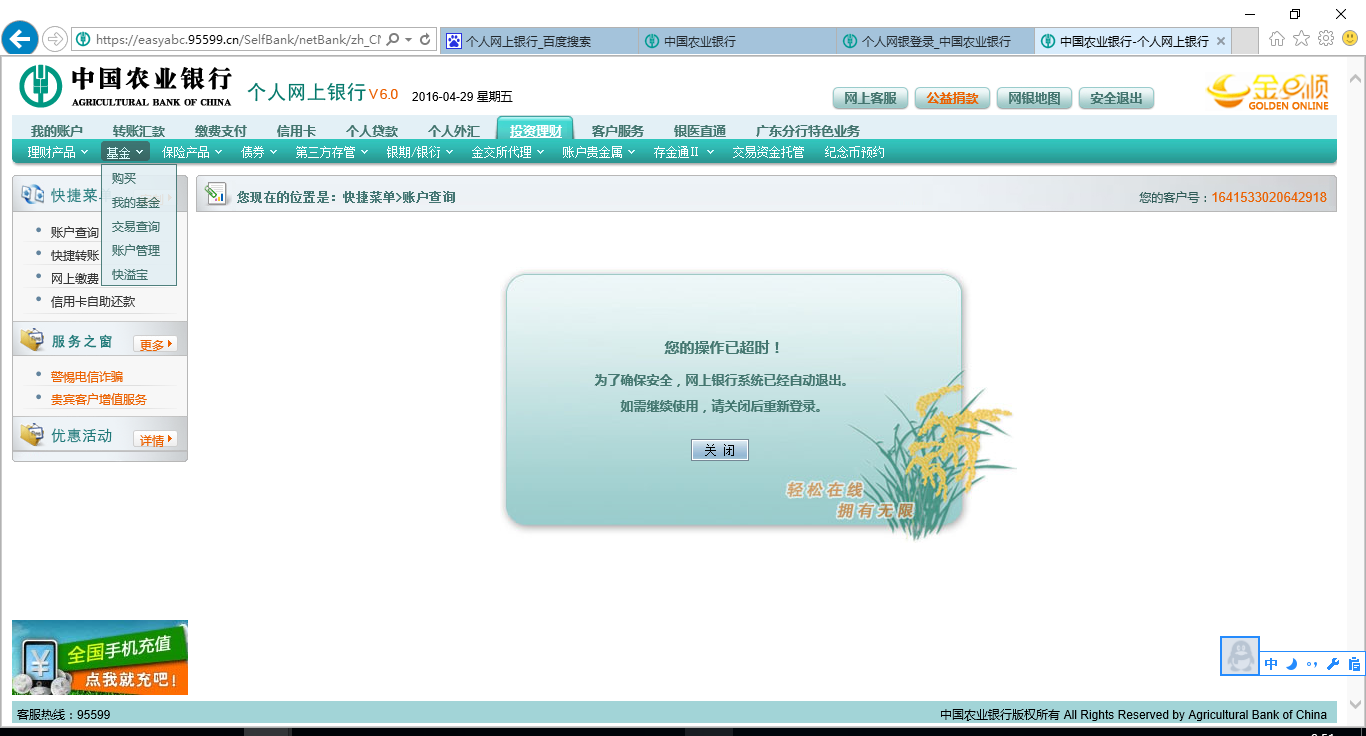 https://easyabc.95599.cn/SelfBank/netBank/zh_CN
个人网上银行_百度搜索
中国农业银行
个人网银登录_中国农业银行
中国农业银行-个人网上银行
中国农业银行
AGRICULTURAL BANK OF CHINA
个人网上银行 V6.0
2016-04-29 星期五
网上客服 公益捐款 网银地图 安全退出
金e顺
GOLDEN ONLINE
我的账户 转账汇款 缴费支付 信用卡 个人贷款 个人外汇 投资理财 客户服务 银医直通 广东分行特色业务
理财产品 基金 保险产品 债券 第三方存管 银期/银衍 金交所代理 账户贵金属 存金通II 交易资金托管 纪念币预约
购买
我的基金
交易查询
账户管理
快溢宝
快捷菜
账户查询
快捷转账
网上缴费
信用卡自助还款
服务之窗 更多
警惕电信诈骗
贵宾客户增值服务
优惠活动 详情
您现在的位置是：快捷菜单>账户查询
您的客户号：1641533020642918
您的操作已超时！
为了确保安全，网上银行系统已经自动退出。
如需继续使用，请关闭后重新登录。
关 闭
轻松在线
拥有无限
全国手机充值
点我就充吧!
中
客服热线：95599
中国农业银行版权所有 All Rights Reserved by Agricultural Bank of China